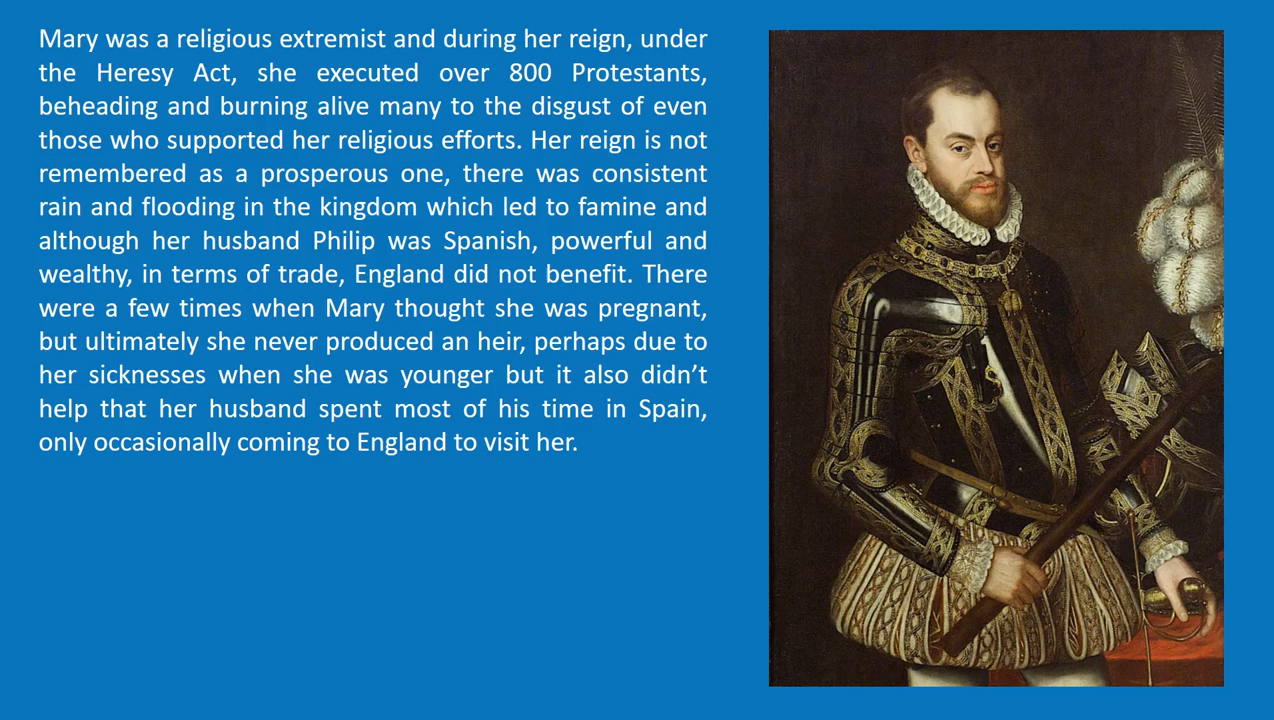 Mary was a religious extremist and during her reign, under
the Heresy Act, she executed over 800 Protestants,
beheading and burning alive many to the disgust of even
those who supported her religious efforts. Her reign is not
remembered as a prosperous one, there was consistent
rain and flooding in the kingdom which led to famine and
although her husband Philip was Spanish, powerful and
wealthy, in terms of trade, England did not benefit. There
were a few times when Mary thought she was pregnant,
but ultimately she never produced an heir, perhaps due to
her sicknesses when she was younger but it also didn’t
help that her husband spent most of his time in Spain,
only occasionally coming to England to visit her.